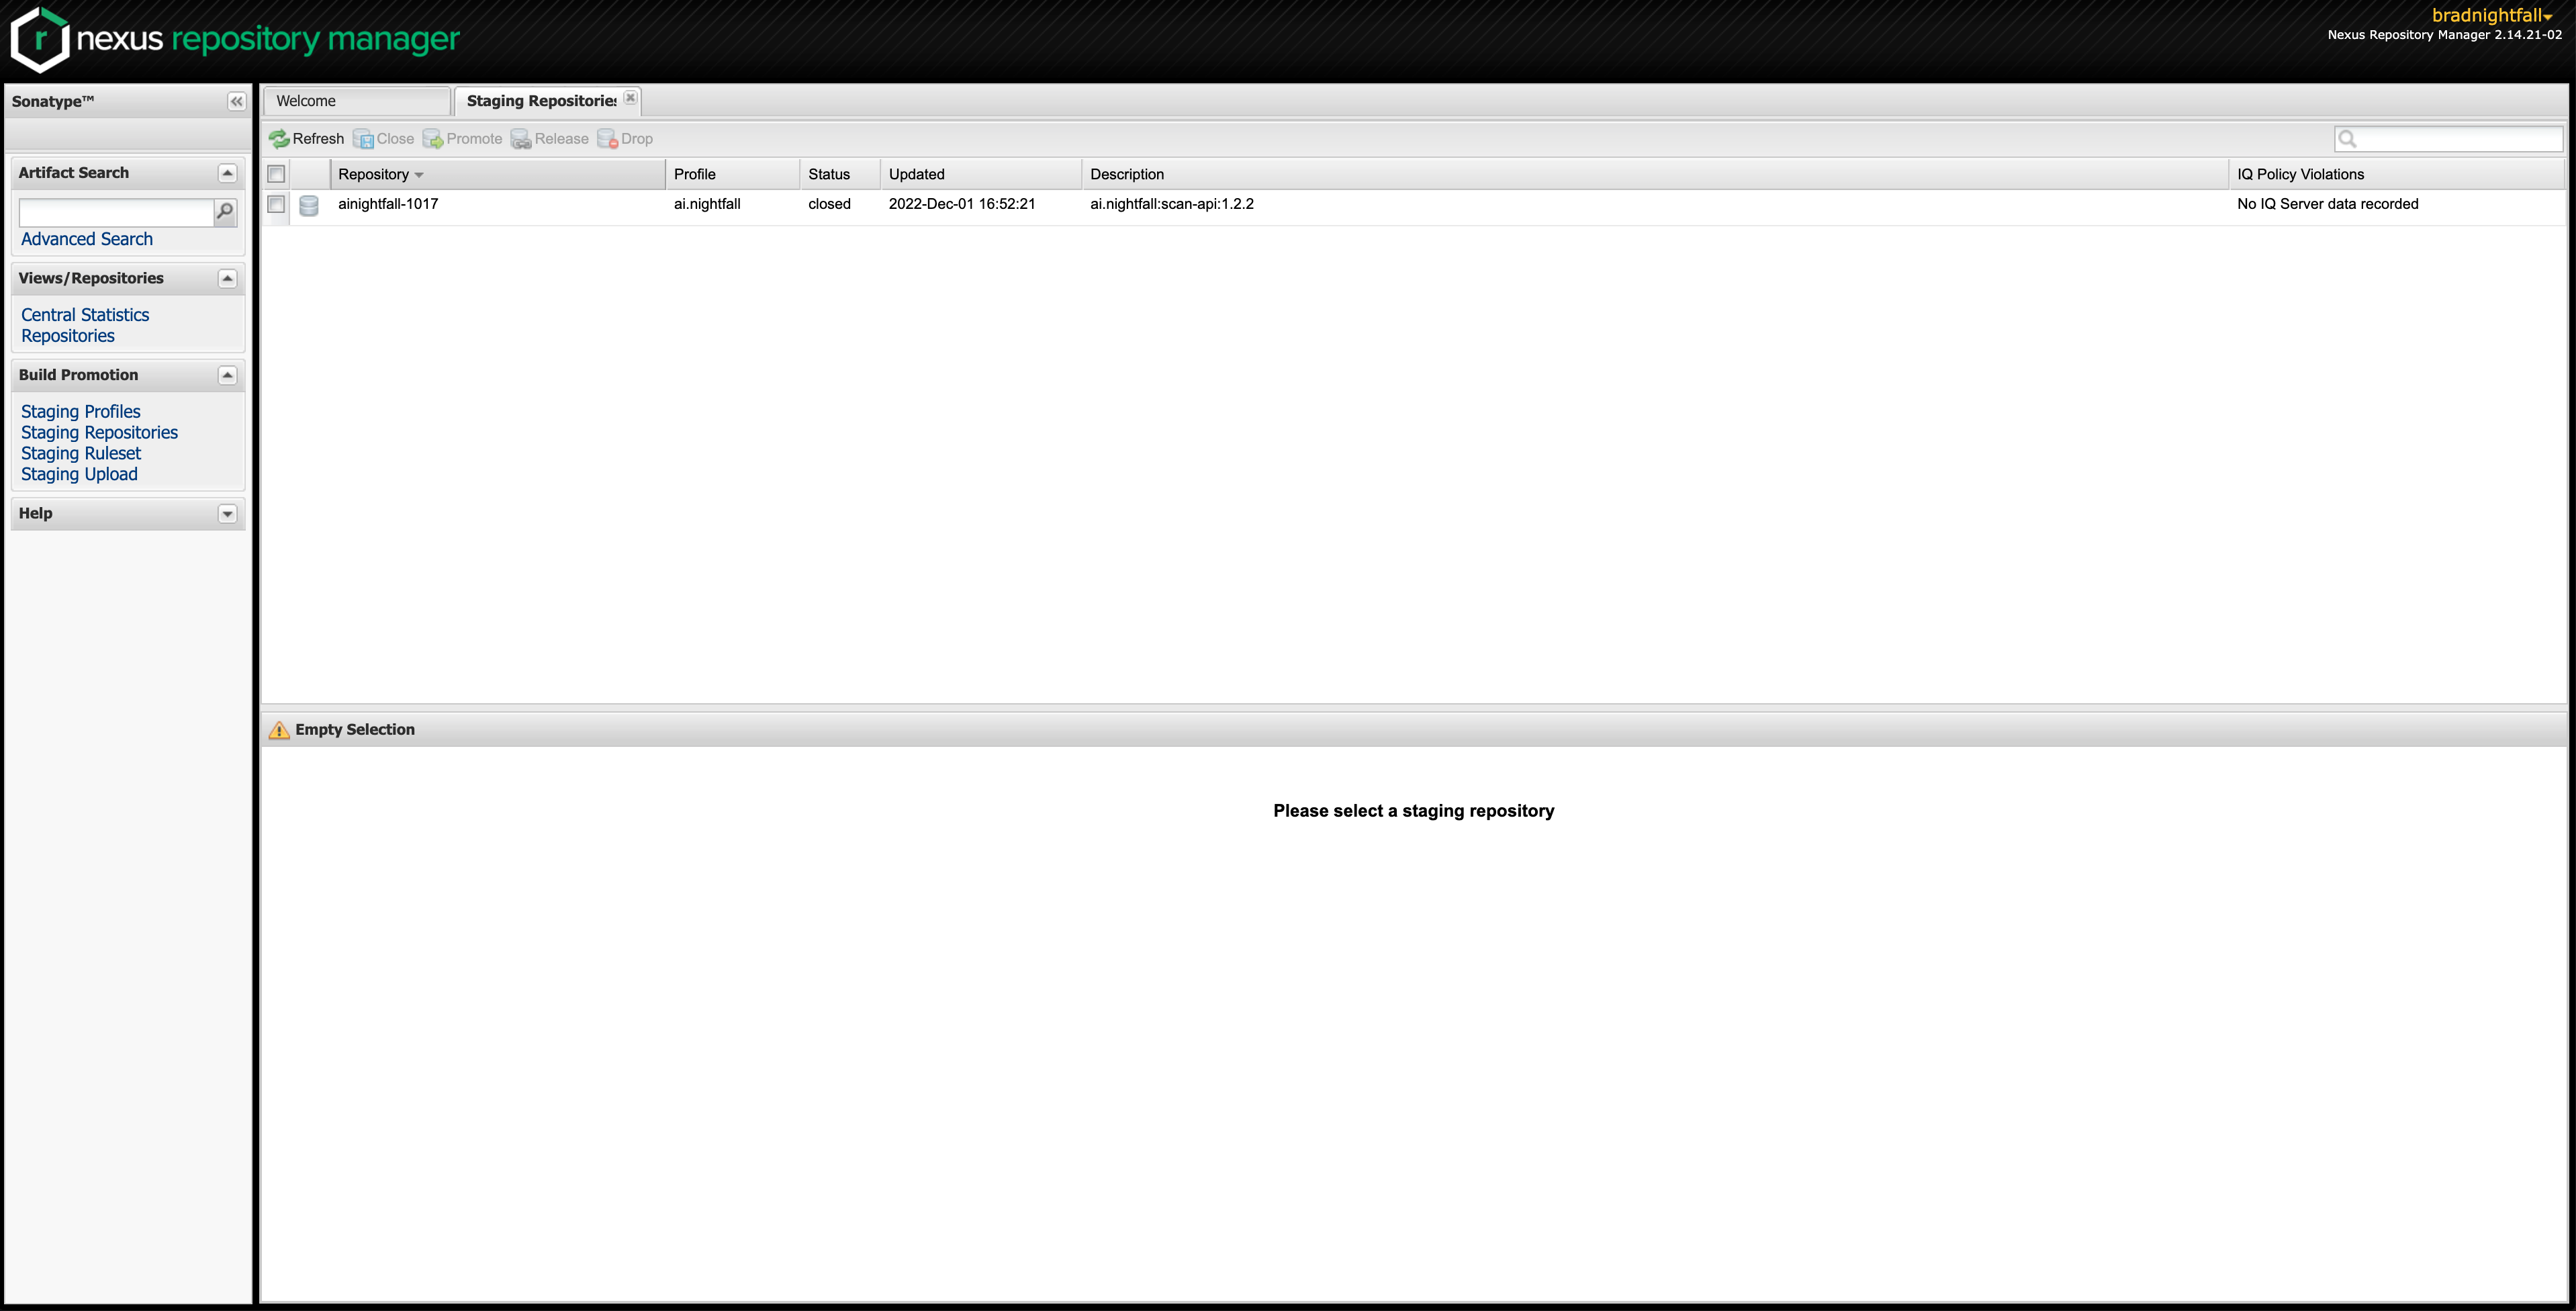 nexus repository manager
bradnightfall
Nexus Repository Manager 2.14.21-02
Sonatype™
Welcome
Staging Repositories
Refresh
Close
Promote
Release
Drop
Artifact Search
Advanced Search
Views/Repositories
Central Statistics
Repositories
Build Promotion
Staging Profiles
Staging Repositories
Staging Ruleset
Staging Upload
Help
Repository Profile Status Updated Description IQ Policy Violations
ainightfall-1017 ai.nightfall closed 2022-Dec-01 16:52:21 ai.nightfall:scan-api:1.2.2 No IQ Server data recorded
Empty Selection
Please select a staging repository